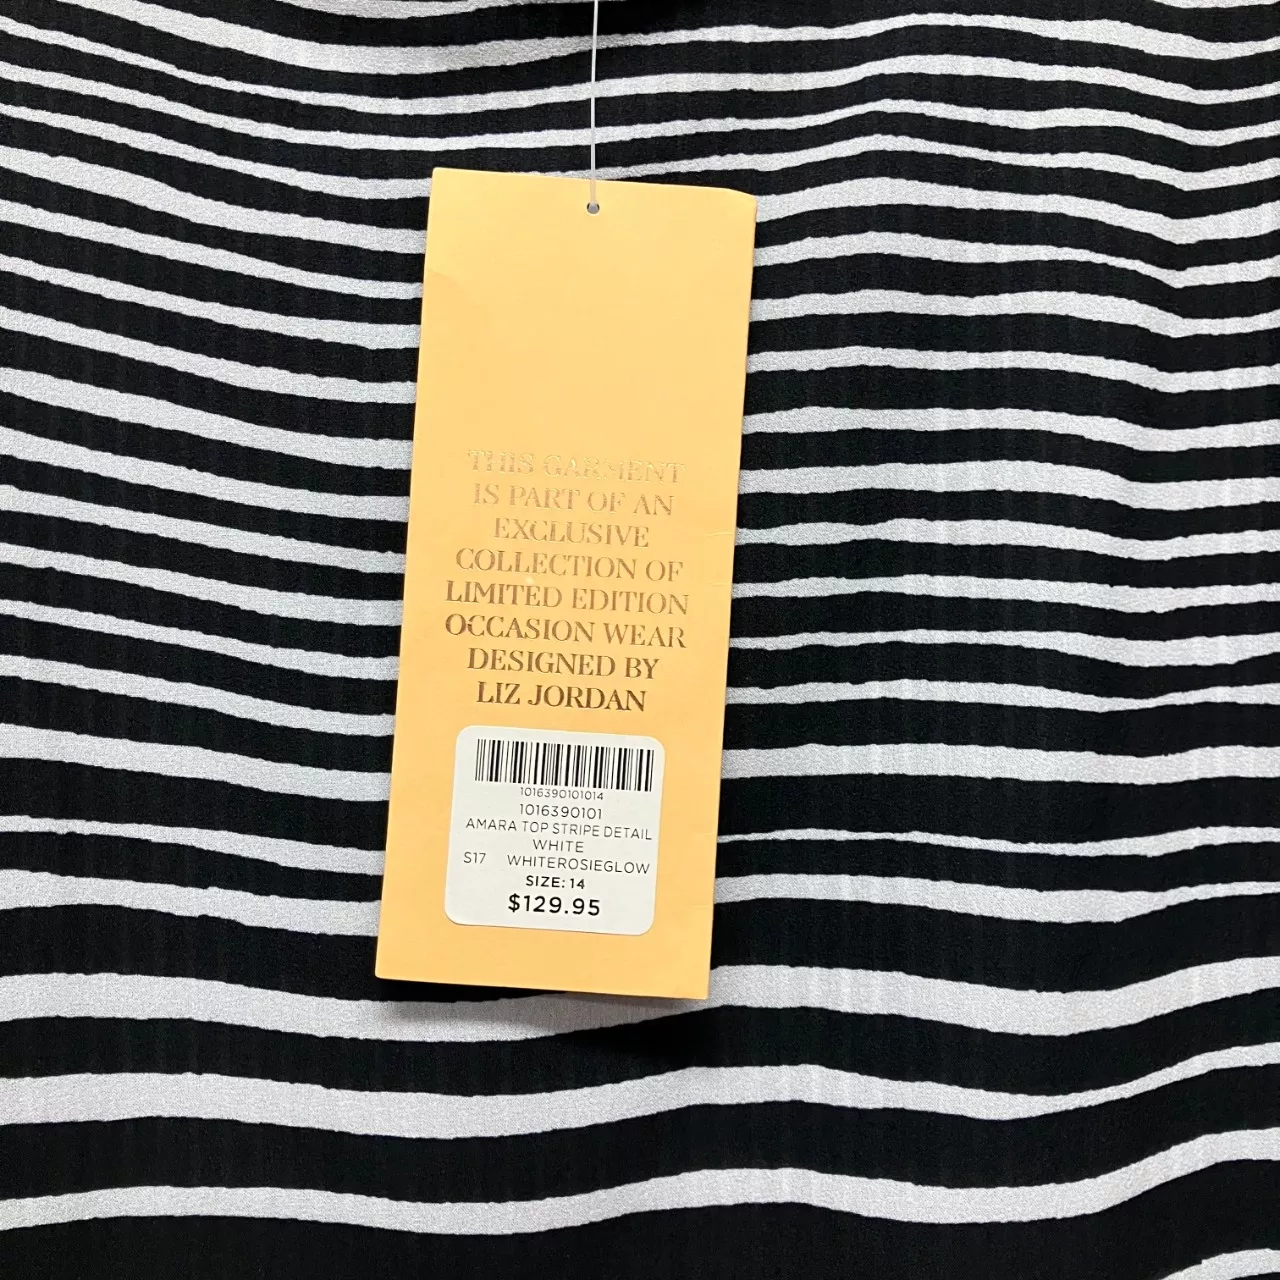 THIS GARMENT
IS PART OF AN
EXCLUSIVE
COLLECTION OF
LIMITED EDITION
OCCASION WEAR
DESIGNED BY
LIZ JORDAN
1016390101014
1016390101
AMARA TOP STRIPE DETAIL
WHITE
S17 WHITEROSIEGLOW
SIZE: 14
$129.95